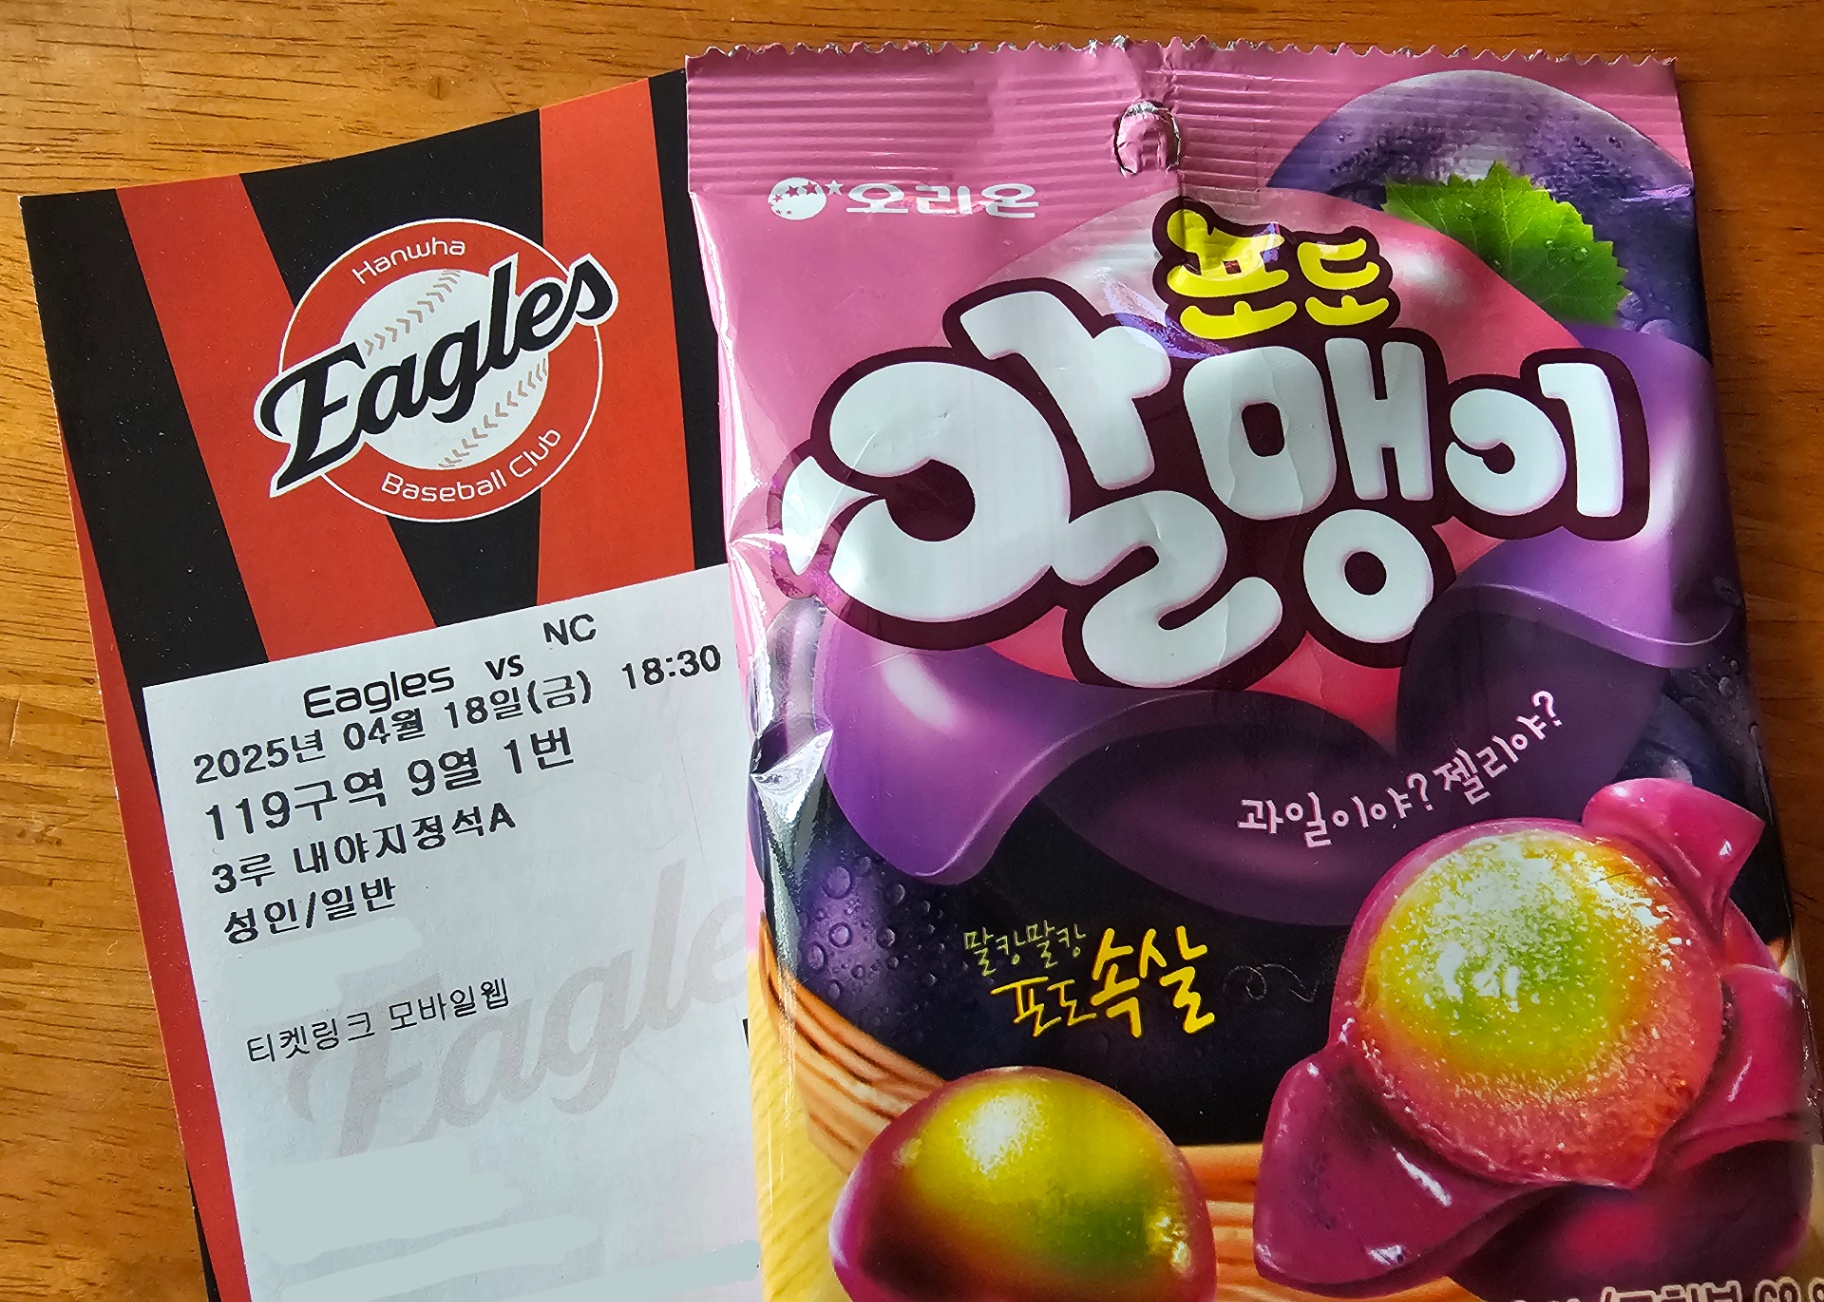 Hanwha
Eagles
Baseball Club
Eagles vs NC
2025년 04월 18일(금) 18:30
119구역 9열 1번
3루 내야지정석A
성인/일반
티켓링크 모바일웹
Eagle
오리온
포도
알맹이
과일이야? 젤리야?
말캉말캉
포도속살